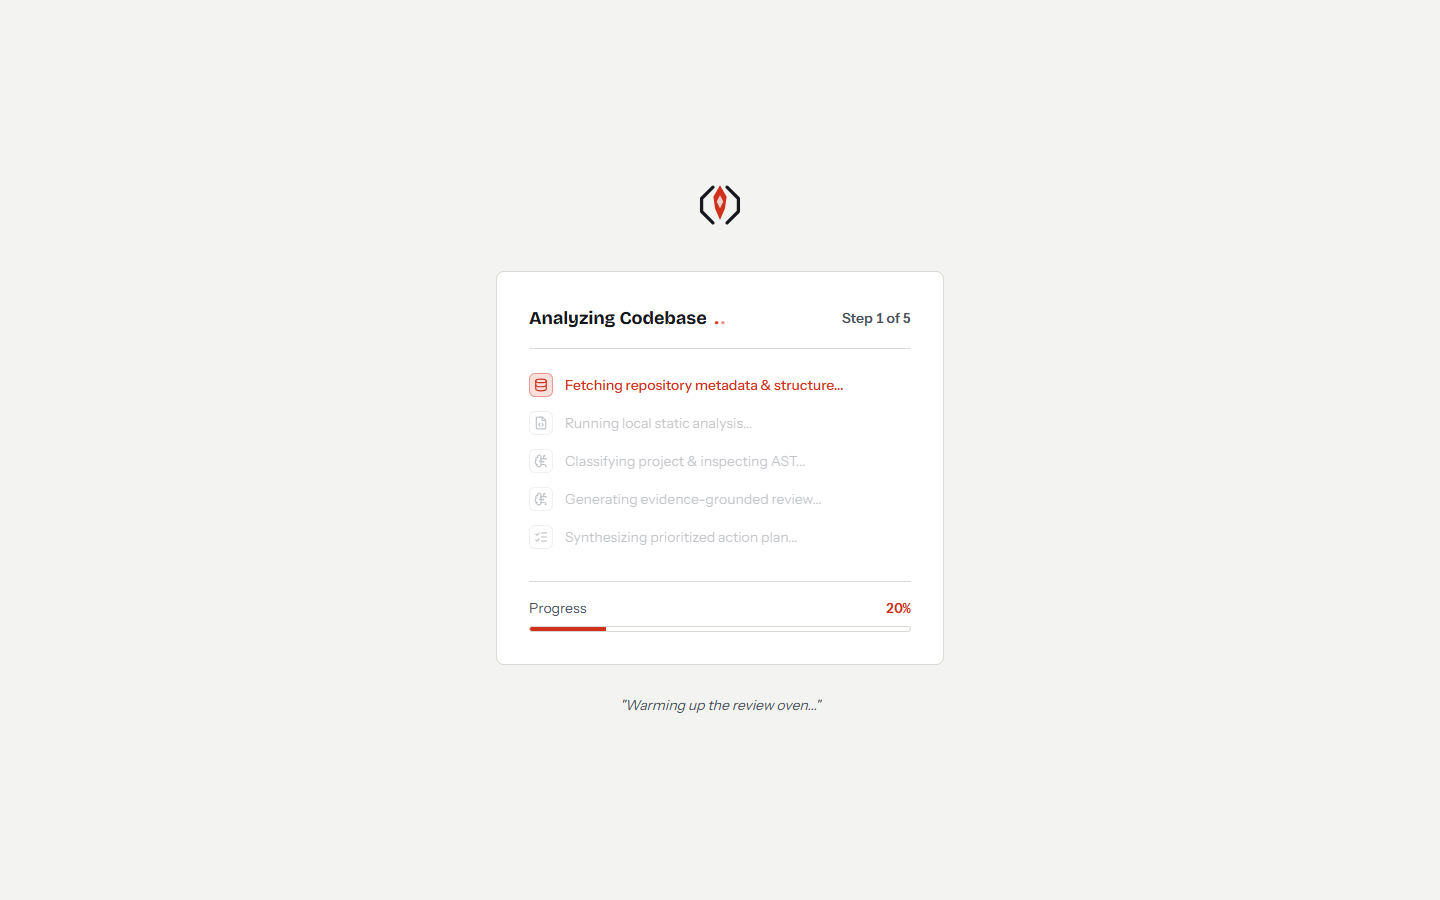 Analyzing Codebase ..
Step 1 of 5
Fetching repository metadata & structure...
Running local static analysis...
Classifying project & inspecting AST...
Generating evidence-grounded review...
Synthesizing prioritized action plan...
Progress
20%
"Warming up the review oven..."